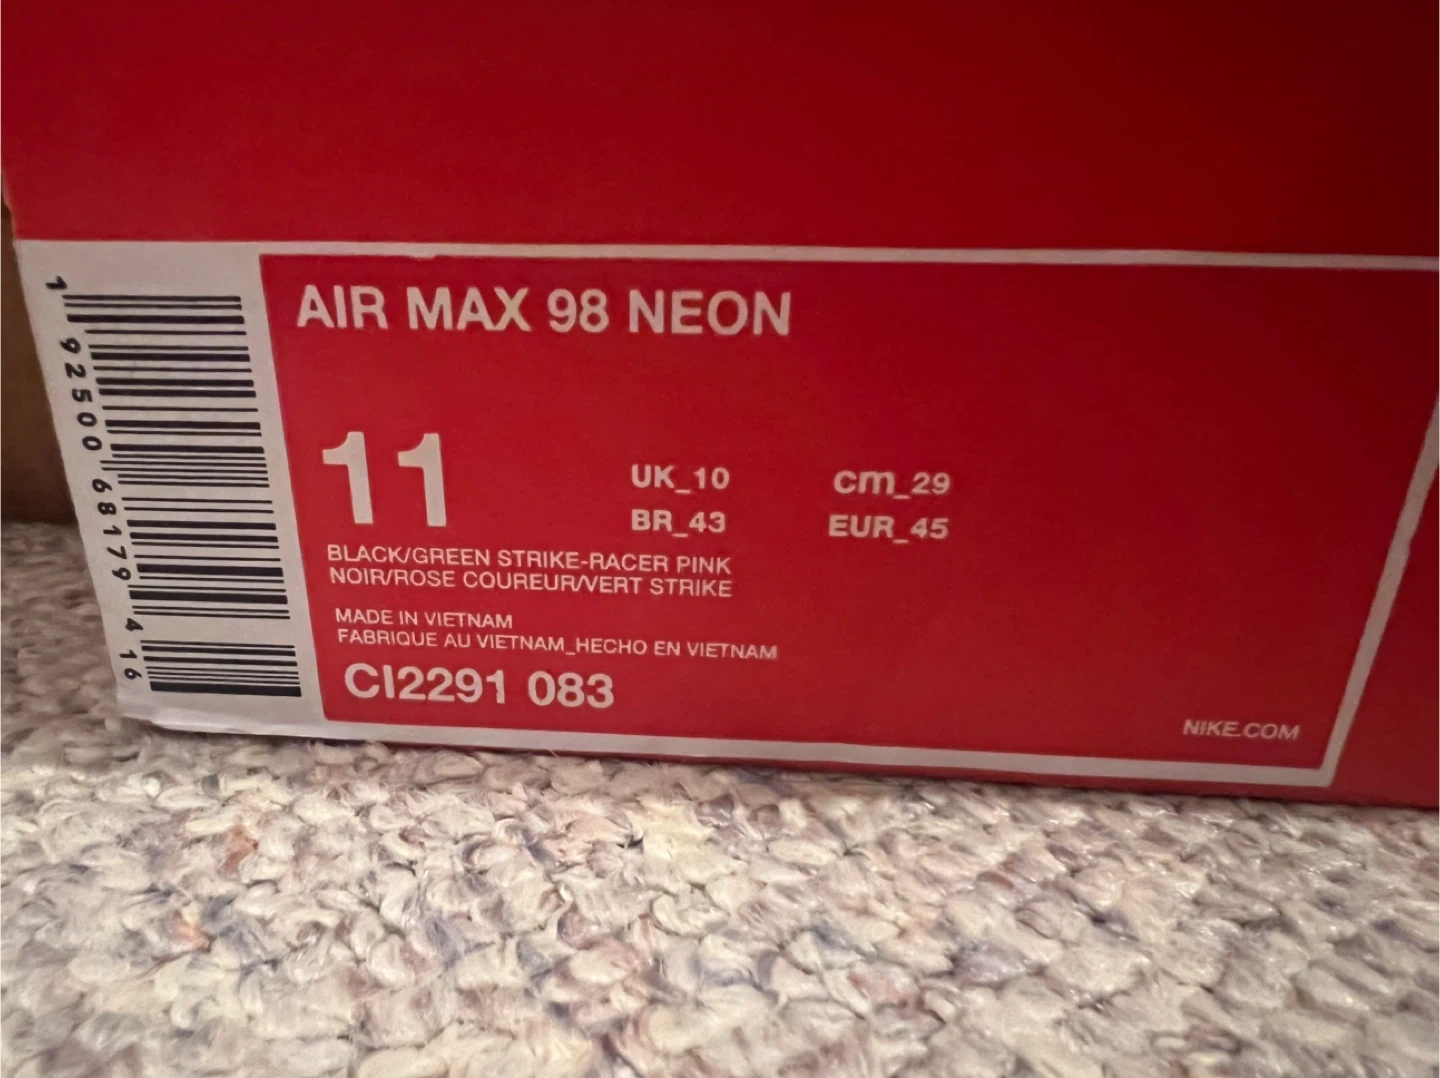 AIR MAX 98 NEON
11
UK_10
cm_29
BR_43
EUR_45
BLACK/GREEN STRIKE-RACER PINK
NOIR/ROSE COUREUR/VERT STRIKE
MADE IN VIETNAM
FABRIQUE AU VIETNAM_HECHO EN VIETNAM
CI2291 083
NIKE.COM
1 92500 68179 4 16